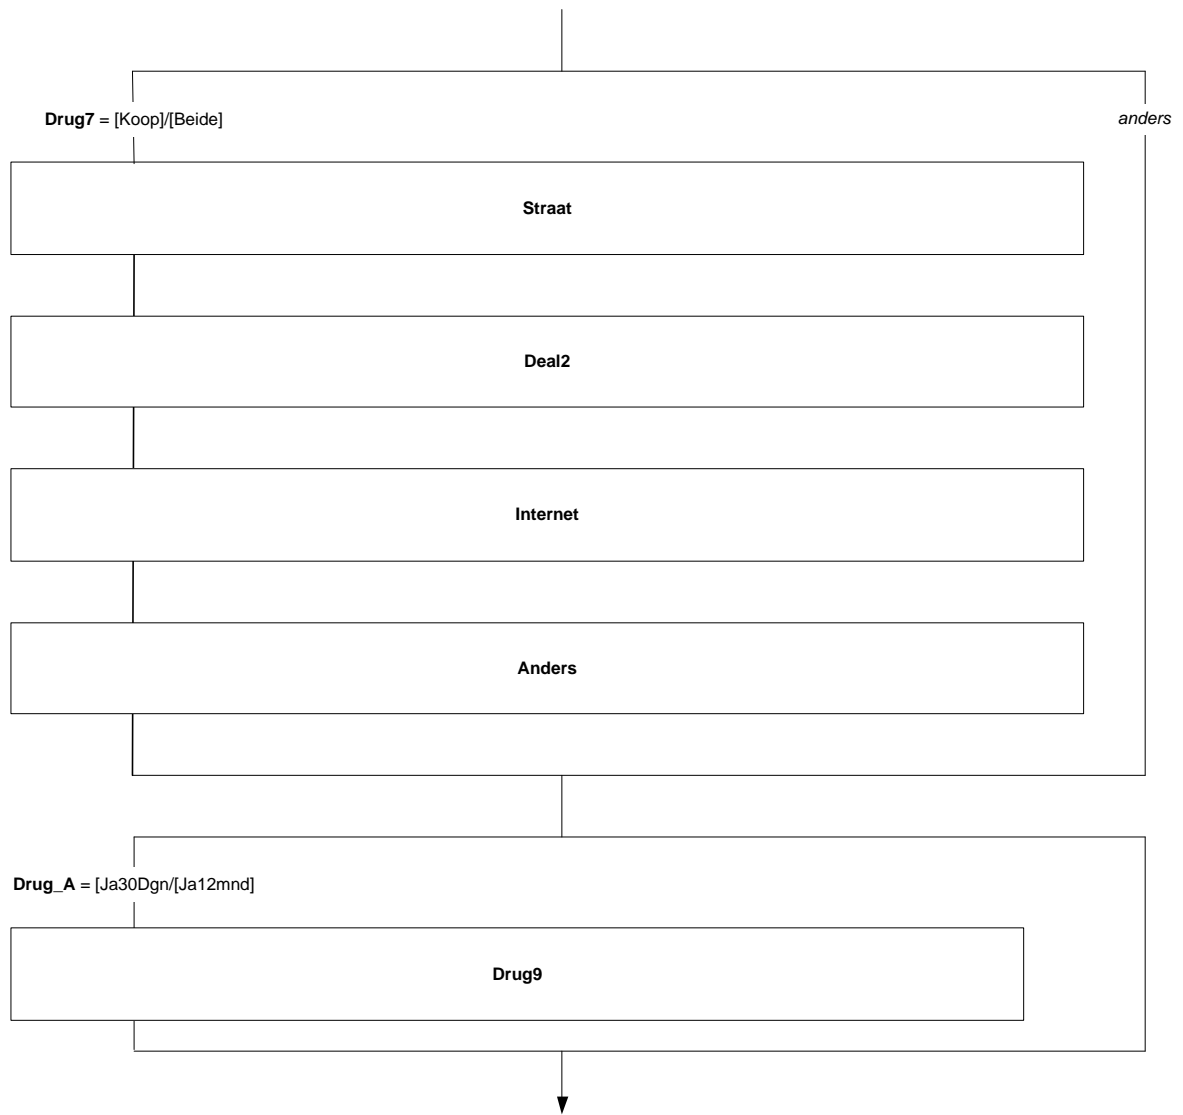 Drug7 = [Koop]/[Beide]
anders
Straat
Deal2
Internet
Anders
Drug_A = [Ja30Dgn/[Ja12mnd]
Drug9